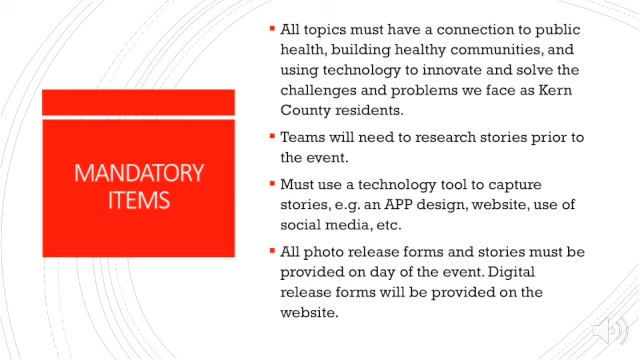 MANDATORY
ITEMS
All topics must have a connection to public
health, building healthy communities, and
using technology to innovate and solve the
challenges and problems we face as Kern
County residents.
Teams will need to research stories prior to
the event.
Must use a technology tool to capture
stories, e.g. an APP design, website, use of
social media, etc.
All photo release forms and stories must be
provided on day of the event. Digital
release forms will be provided on the
website.